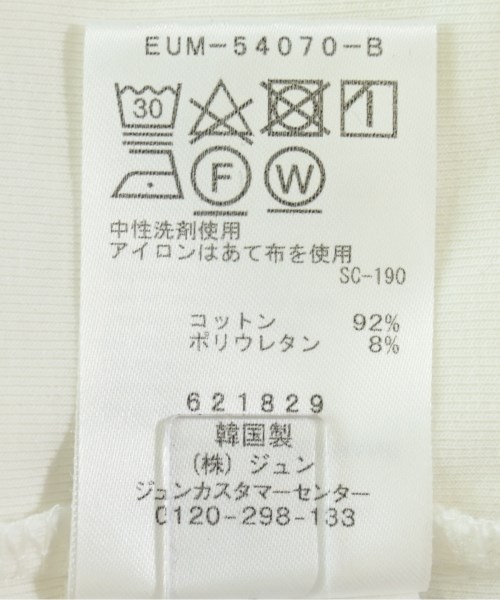 EUM-54070-B
30
F W
中性洗剤使用
アイロンはあて布を使用
SC-190
コットン 92%
ポリウレタン 8%
621829
韓国製
(株) ジュン
ジュンカスタマーセンター
0120-298-133